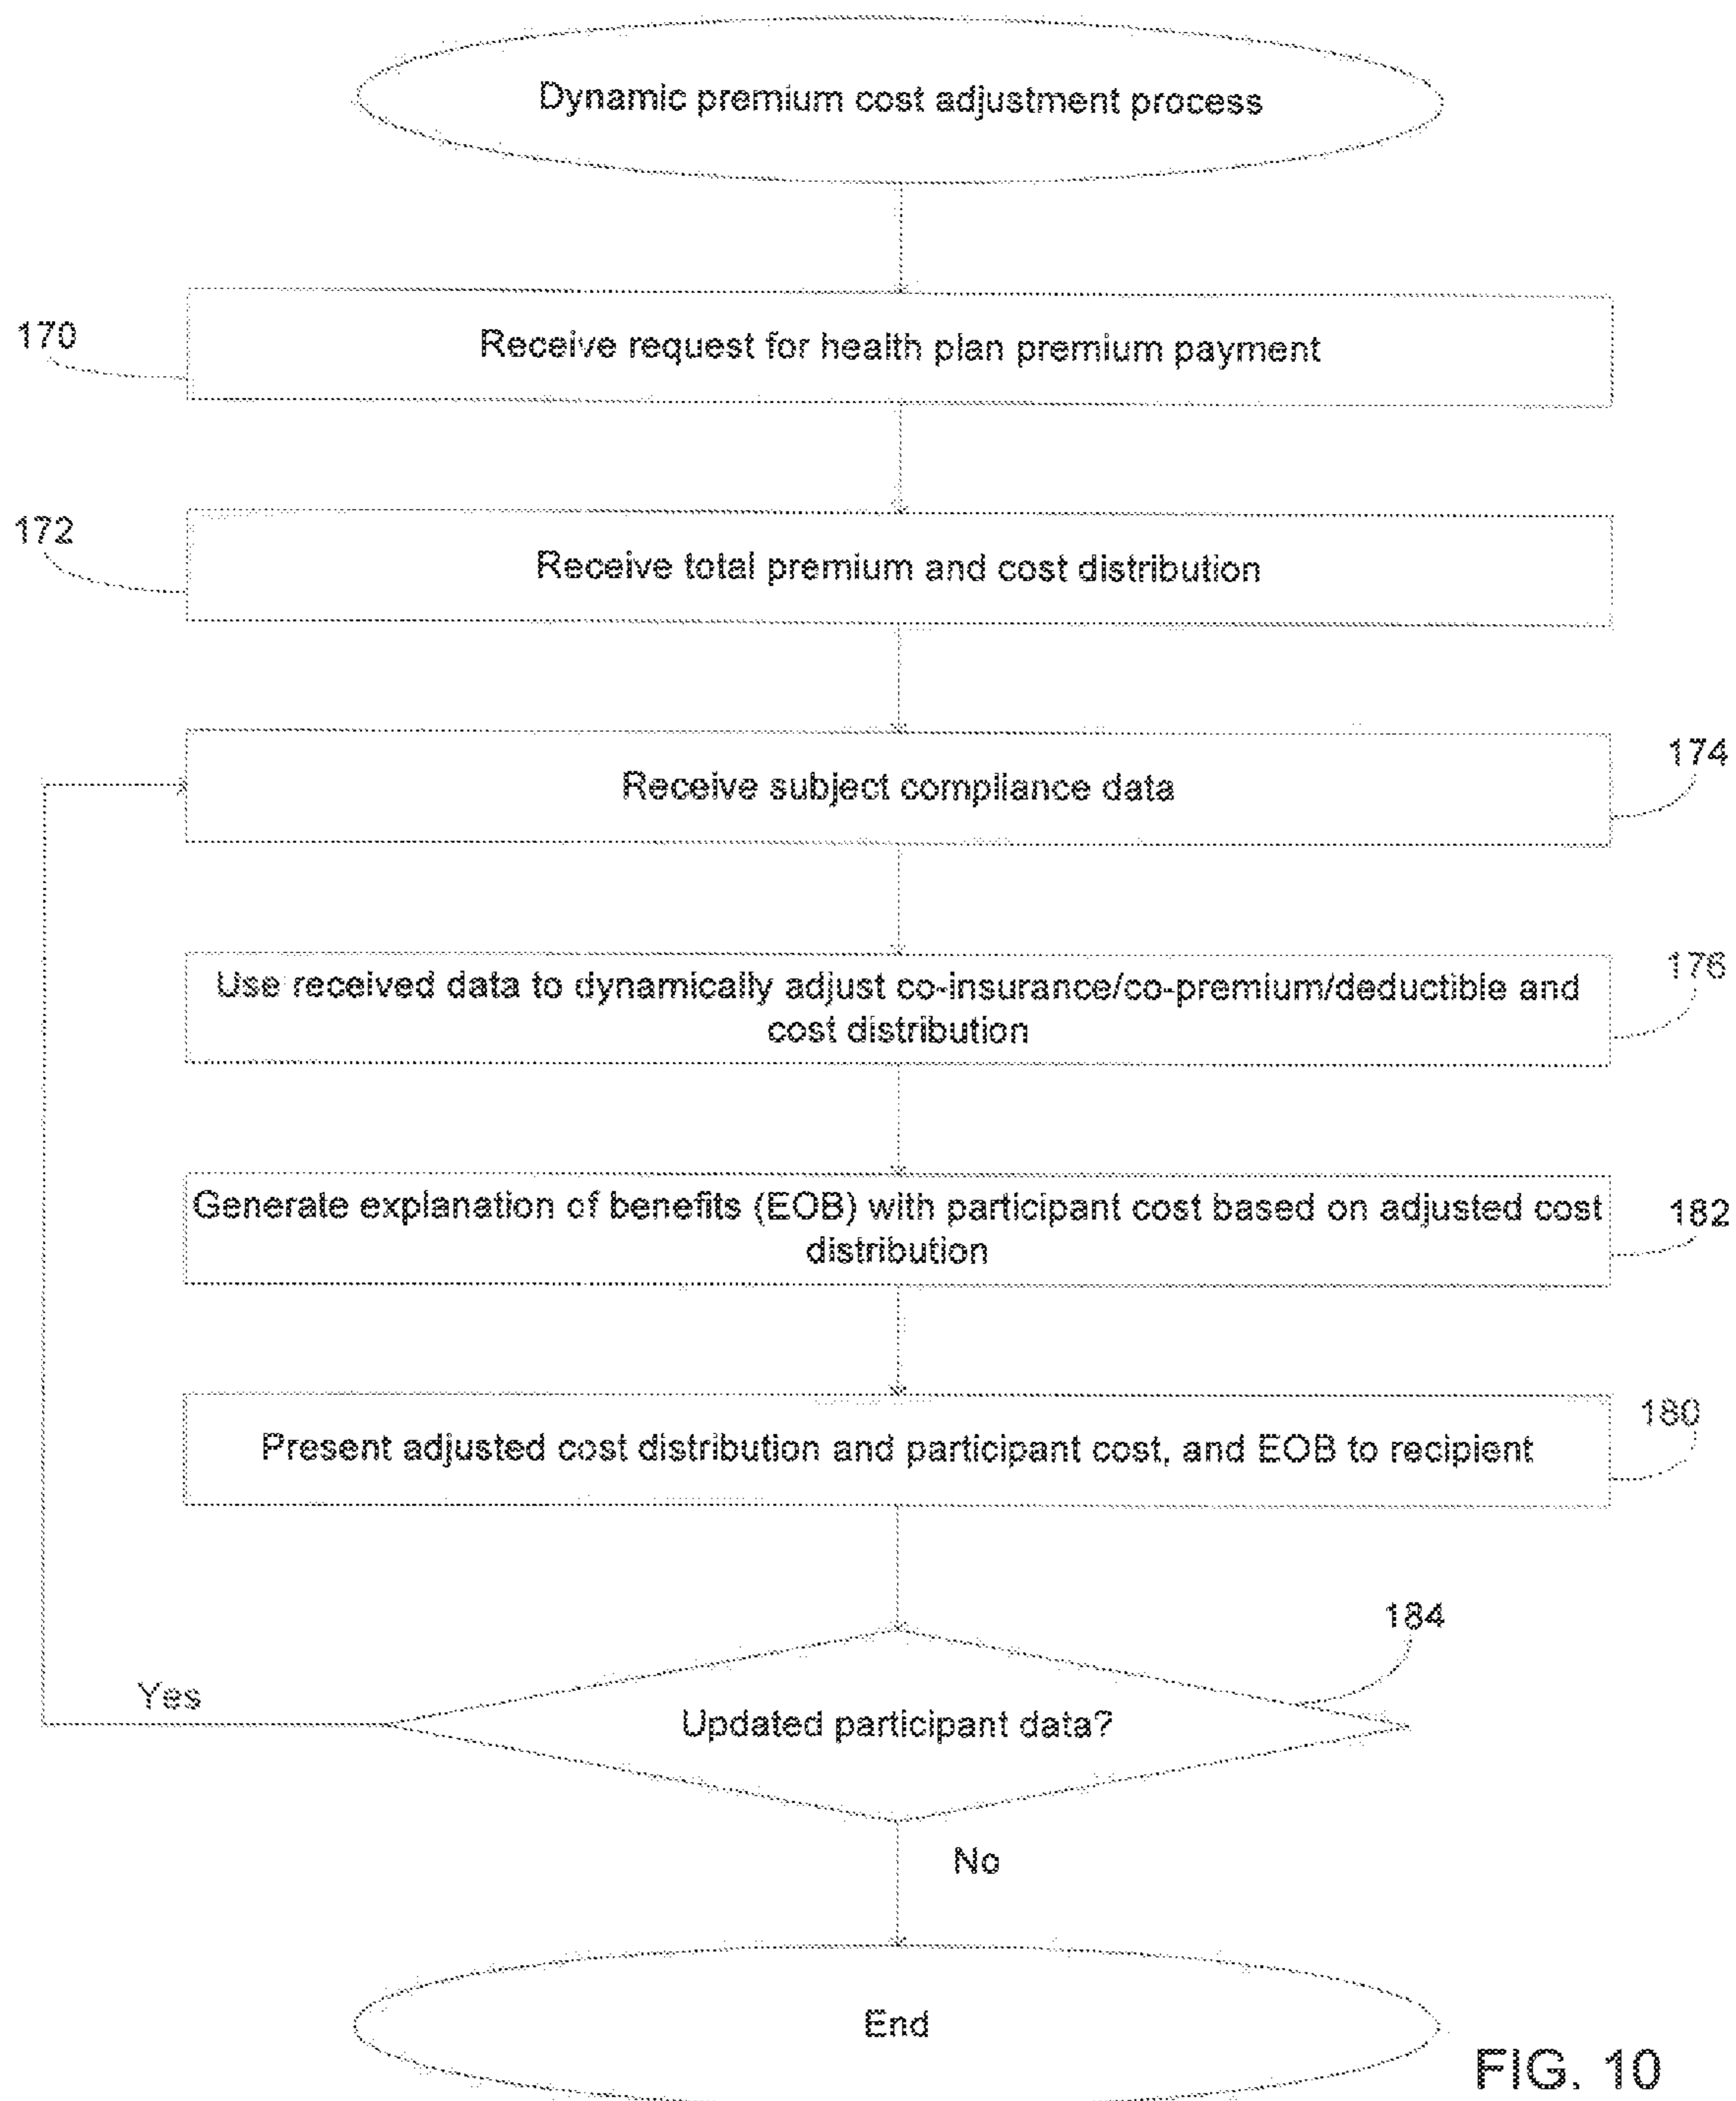 Dynamic premium cost adjustment process
170
Receive request for health plan premium payment
172
Receive total premium and cost distribution
174
Receive subject compliance data
176
Use received data to dynamically adjust co-insurance/co-premium/deductible and
cost distribution
182
Generate explanation of benefits (EOB) with participant cost based on adjusted cost
distribution
180
Present adjusted cost distribution and participant cost, and EOB to recipient
184
Yes
Updated participant data?
No
End
FIG. 10